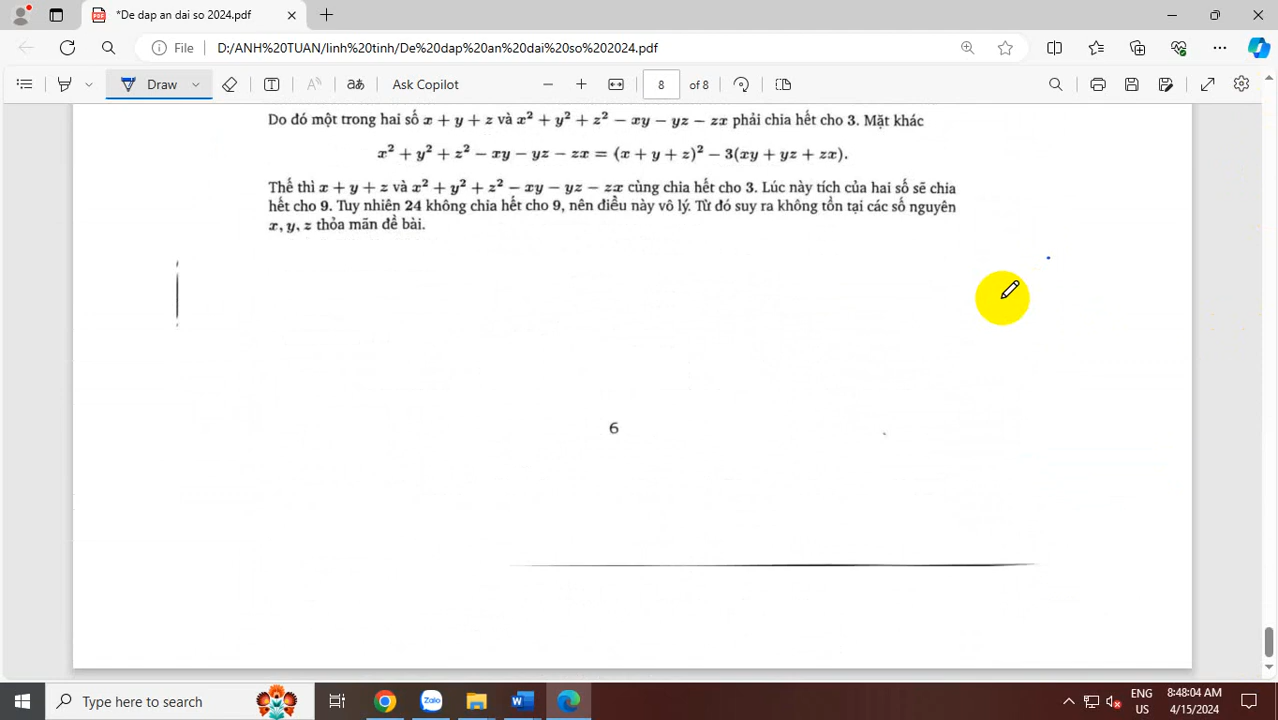 *De dap an dai so 2024.pdf
File D:/ANH%20TUAN/linh%20tinh/De%20dap%20an%20dai%20so%202024.pdf
Draw aあ Ask Copilot 8 of 8
Do đó một trong hai số x + y + z và x² + y² + z² − xy − yz − zx phải chia hết cho 3. Mặt khác
x² + y² + z² − xy − yz − zx = (x + y + z)² − 3(xy + yz + zx).
Thế thì x + y + z và x² + y² + z² − xy − yz − zx cùng chia hết cho 3. Lúc này tích của hai số sẽ chia
hết cho 9. Tuy nhiên 24 không chia hết cho 9, nên điều này vô lý. Từ đó suy ra không tồn tại các số nguyên
x, y, z thỏa mãn đề bài.
6
Type here to search Zalo ENG 8:48:04 AM
US 4/15/2024